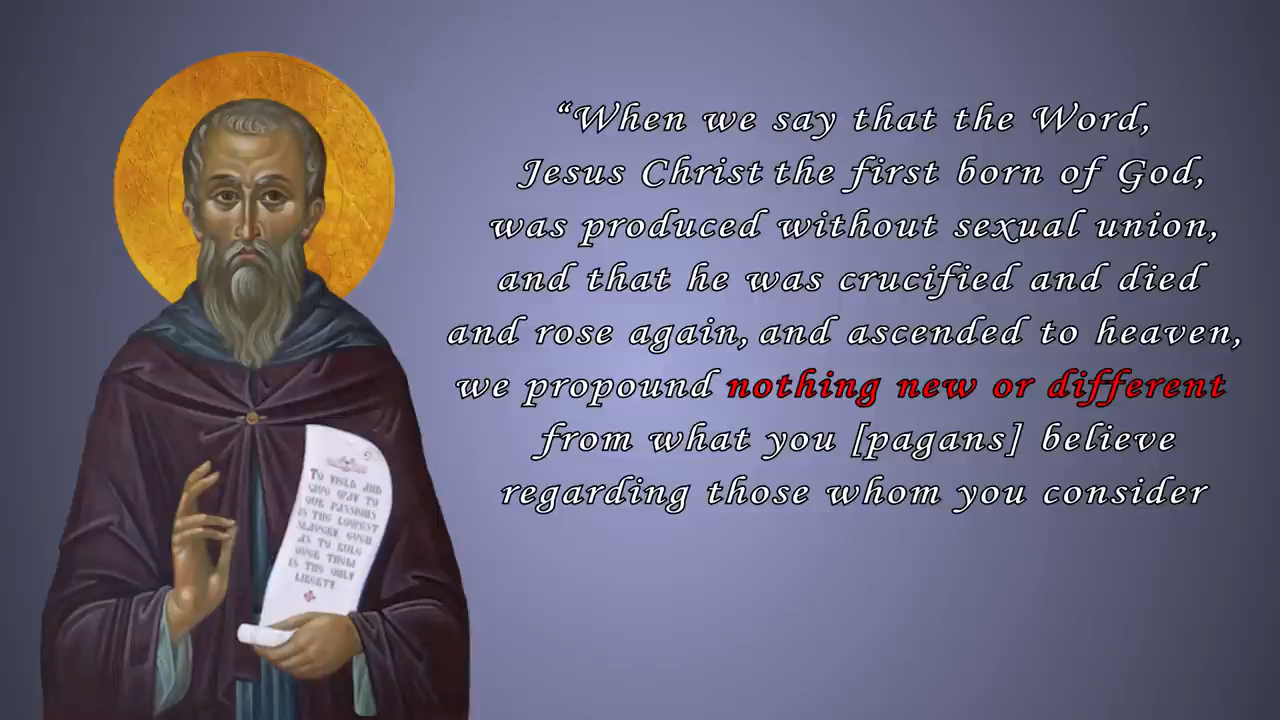 “When we say that the Word,
Jesus Christ the first born of God,
was produced without sexual union,
and that he was crucified and died
and rose again, and ascended to heaven,
we propound nothing new or different
from what you [pagans] believe
regarding those whom you consider
TO YIELD AND
GIVE WAY TO
OUR PASSIONS
IS THE LOWEST
SLAVERY EVEN
AS TO RULE
OVER THEM
IS THE ONLY
LIBERTY